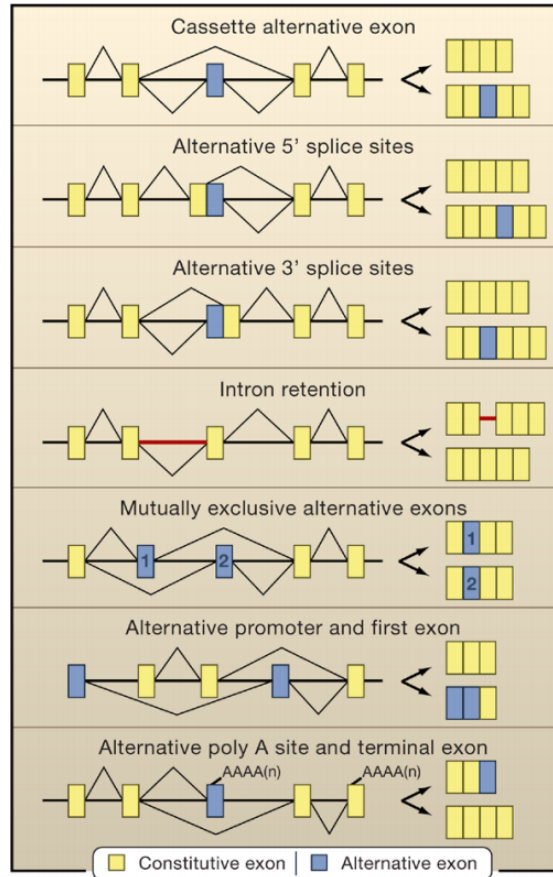 Cassette alternative exon
Alternative 5' splice sites
Alternative 3' splice sites
Intron retention
Mutually exclusive alternative exons
1
2
1
2
Alternative promoter and first exon
Alternative poly A site and terminal exon
AAAA(n)
AAAA(n)
Constitutive exon
Alternative exon